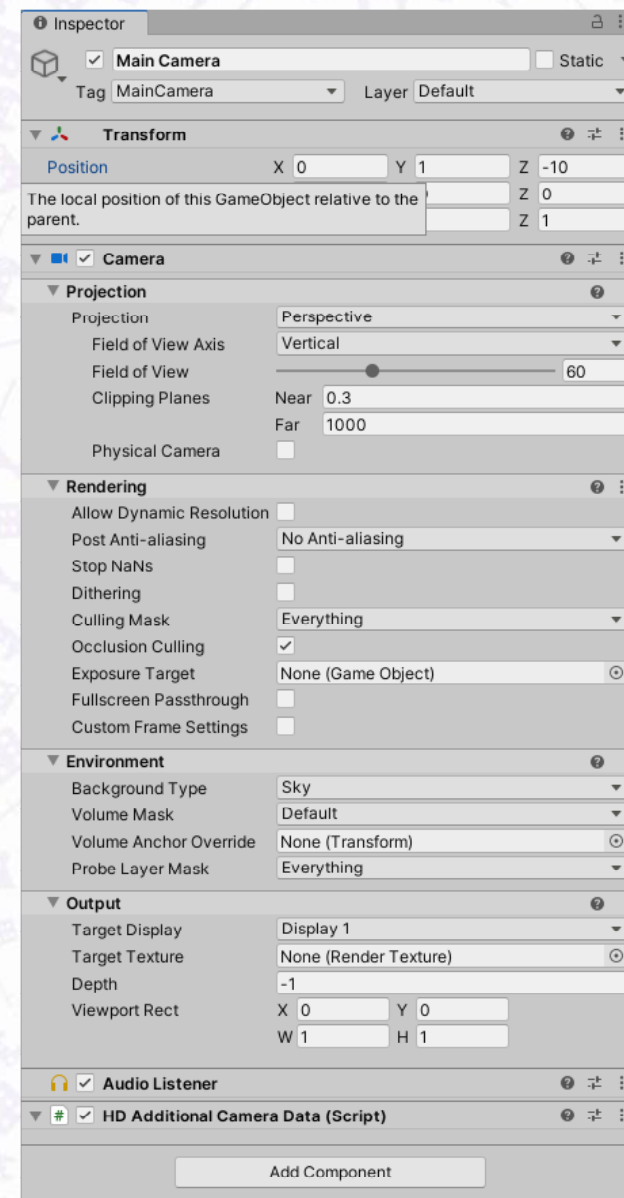 Inspector
Main Camera Static
Tag MainCamera Layer Default
Transform
Position X 0 Y 1 Z -10
The local position of this GameObject relative to the Z 0
parent. Z 1
Camera
Projection
Projection Perspective
Field of View Axis Vertical
Field of View 60
Clipping Planes Near 0.3
Far 1000
Physical Camera
Rendering
Allow Dynamic Resolution
Post Anti-aliasing No Anti-aliasing
Stop NaNs
Dithering
Culling Mask Everything
Occlusion Culling
Exposure Target None (Game Object)
Fullscreen Passthrough
Custom Frame Settings
Environment
Background Type Sky
Volume Mask Default
Volume Anchor Override None (Transform)
Probe Layer Mask Everything
Output
Target Display Display 1
Target Texture None (Render Texture)
Depth -1
Viewport Rect X 0 Y 0
W 1 H 1
Audio Listener
# HD Additional Camera Data (Script)
Add Component